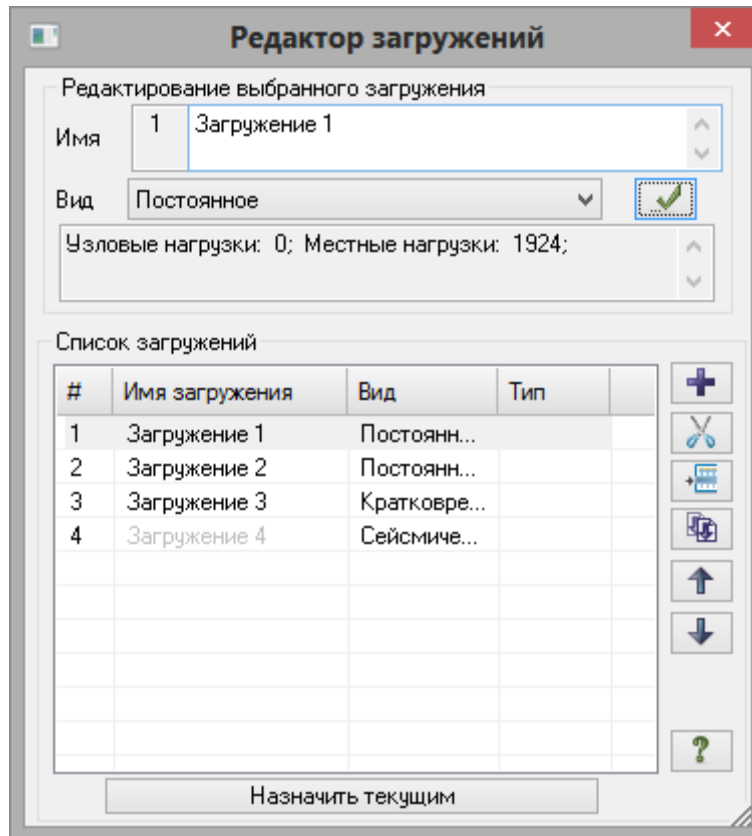 Редактор загружений
Редактирование выбранного загружения
Имя 1 Загружение 1
Вид Постоянное
Узловые нагрузки: 0; Местные нагрузки: 1924;
Список загружений
# Имя загружения Вид Тип
1 Загружение 1 Постоянн...
2 Загружение 2 Постоянн...
3 Загружение 3 Кратковре...
4 Загружение 4 Сейсмиче...
Назначить текущим